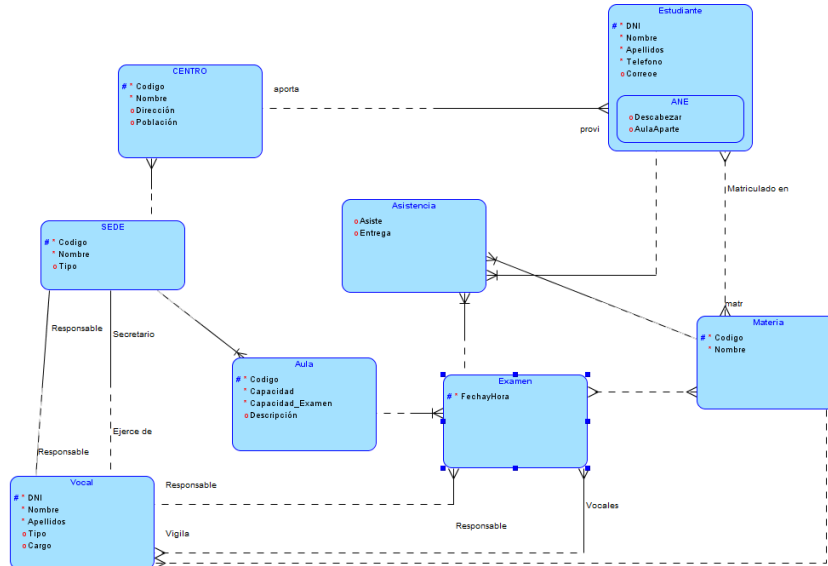 Estudiante
# * DNI
* Nombre
* Apellidos
* Telefono
o Correoe
ANE
o Descabezar
o AulaAparte
CENTRO
# * Codigo
* Nombre
o Dirección
o Población
aporta
provi
Matriculado en
Asistencia
o Asiste
o Entrega
SEDE
# * Codigo
* Nombre
o Tipo
matr
Materia
# * Codigo
* Nombre
Responsable
Secretario
Aula
# * Codigo
* Capacidad
* Capacidad_Examen
o Descripción
Examen
# * FechayHora
Ejerce de
Responsable
Vocal
# * DNI
* Nombre
* Apellidos
o Tipo
o Cargo
Responsable
Vocales
Responsable
Vigila